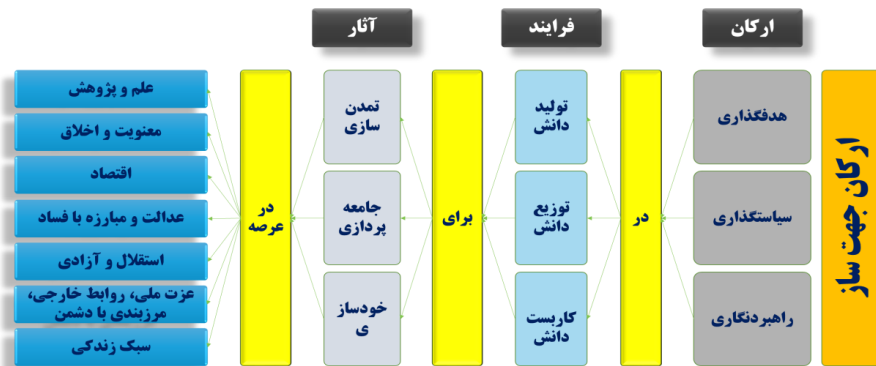 ارکان
فرایند
آثار
ارکان جهت ساز
هدفگذاری
سیاستگذاری
راهبردنگاری
در
تولید
دانش
توزیع
دانش
کاربست
دانش
برای
تمدن
سازی
جامعه
پردازی
خودساز
ی
در
عرصه
علم و پژوهش
معنویت و اخلاق
اقتصاد
عدالت و مبارزه با فساد
استقلال و آزادی
عزت ملی، روابط خارجی،
مرزبندی با دشمن
سبک زندگی